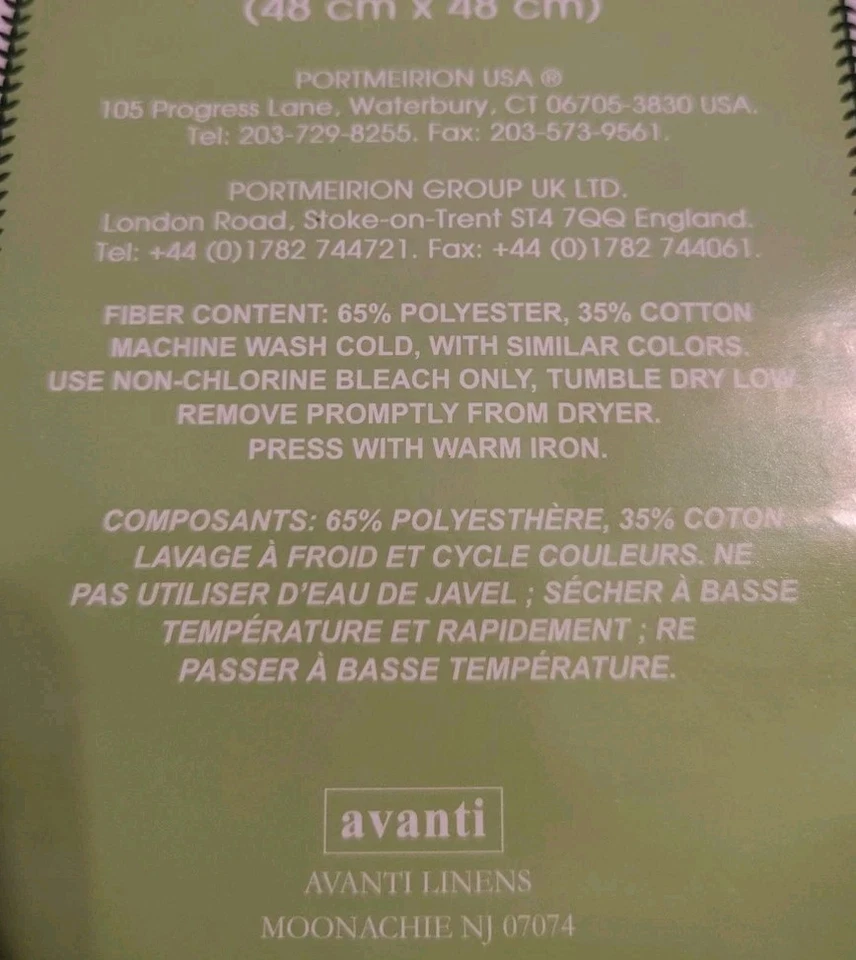 (48 cm x 48 cm)
PORTMEIRION USA ®
105 Progress Lane, Waterbury, CT 06705-3830 USA.
Tel: 203-729-8255. Fax: 203-573-9561.
PORTMEIRION GROUP UK LTD.
London Road, Stoke-on-Trent ST4 7QQ England.
Tel: +44 (0)1782 744721. Fax: +44 (0)1782 744061.
FIBER CONTENT: 65% POLYESTER, 35% COTTON
MACHINE WASH COLD, WITH SIMILAR COLORS.
USE NON-CHLORINE BLEACH ONLY, TUMBLE DRY LOW.
REMOVE PROMPTLY FROM DRYER.
PRESS WITH WARM IRON.
COMPOSANTS: 65% POLYESTHÈRE, 35% COTON
LAVAGE À FROID ET CYCLE COULEURS. NE
PAS UTILISER D'EAU DE JAVEL ; SÉCHER À BASSE
TEMPÉRATURE ET RAPIDEMENT ; RE
PASSER À BASSE TEMPÉRATURE.
avanti
AVANTI LINENS
MOONACHIE NJ 07074